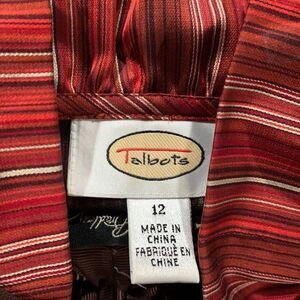 Talbots
12
MADE IN
CHINA
FABRIQUÉ EN
CHINE